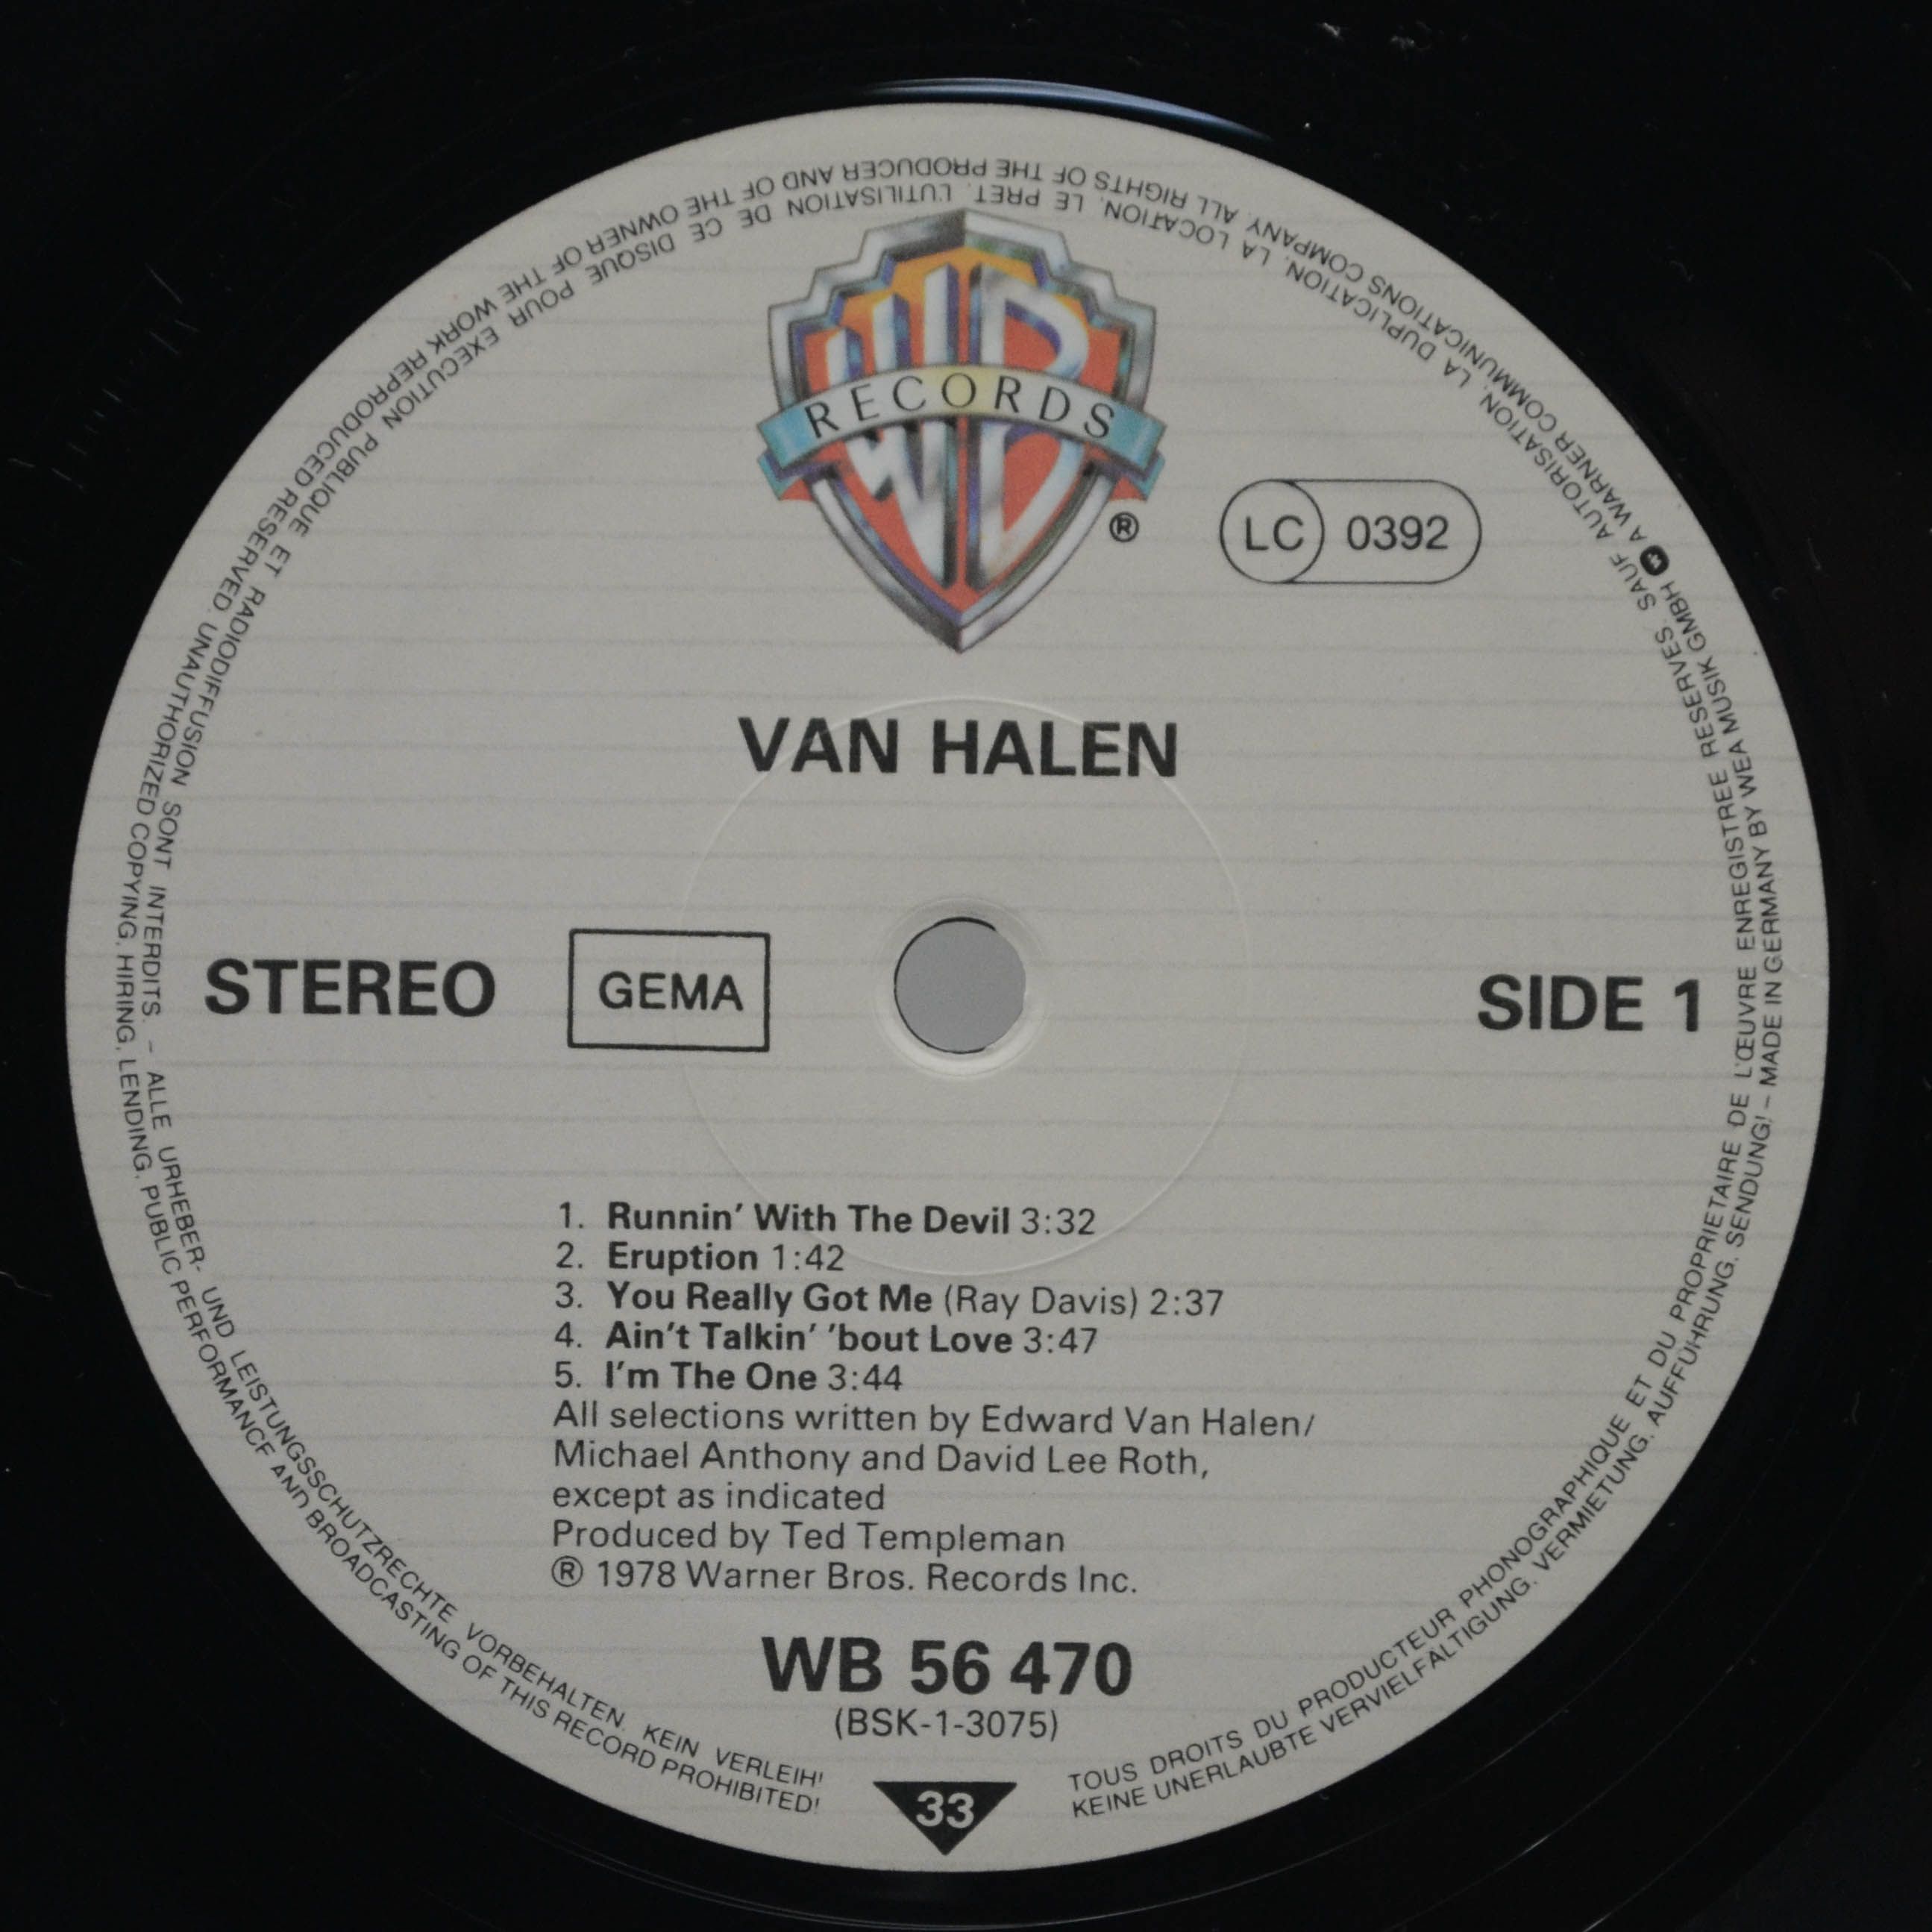 WB
RECORDS
®
LC 0392
VAN HALEN
STEREO GEMA SIDE 1
1. Runnin' With The Devil 3:32
2. Eruption 1:42
3. You Really Got Me (Ray Davis) 2:37
4. Ain't Talkin' 'bout Love 3:47
5. I'm The One 3:44
All selections written by Edward Van Halen/
Michael Anthony and David Lee Roth,
except as indicated
Produced by Ted Templeman
® 1978 Warner Bros. Records Inc.
WB 56 470
(BSK-1-3075)
33
TOUS DROITS DU PRODUCTEUR PHONOGRAPHIQUE ET DU PROPRIETAIRE DE L'ŒUVRE ENREGISTREE RESERVES. SAUF AUTORISATION, LA DUPLICATION, LA LOCATION, LE PRET, L'UTILISATION DE CE DISQUE POUR EXECUTION PUBLIQUE ET RADIODIFFUSION SONT INTERDITS. – ALLE URHEBER- UND LEISTUNGSSCHUTZRECHTE VORBEHALTEN. KEIN VERLEIH!
KEINE UNERLAUBTE VERVIELFÄLTIGUNG, VERMIETUNG, AUFFÜHRUNG, SENDUNG! – MADE IN GERMANY BY WEA MUSIK GMBH A WARNER COMMUNICATIONS COMPANY. ALL RIGHTS OF THE PRODUCER AND OF THE OWNER OF THE WORK REPRODUCED RESERVED. UNAUTHORIZED COPYING, HIRING, LENDING, PUBLIC PERFORMANCE AND BROADCASTING OF THIS RECORD PROHIBITED!